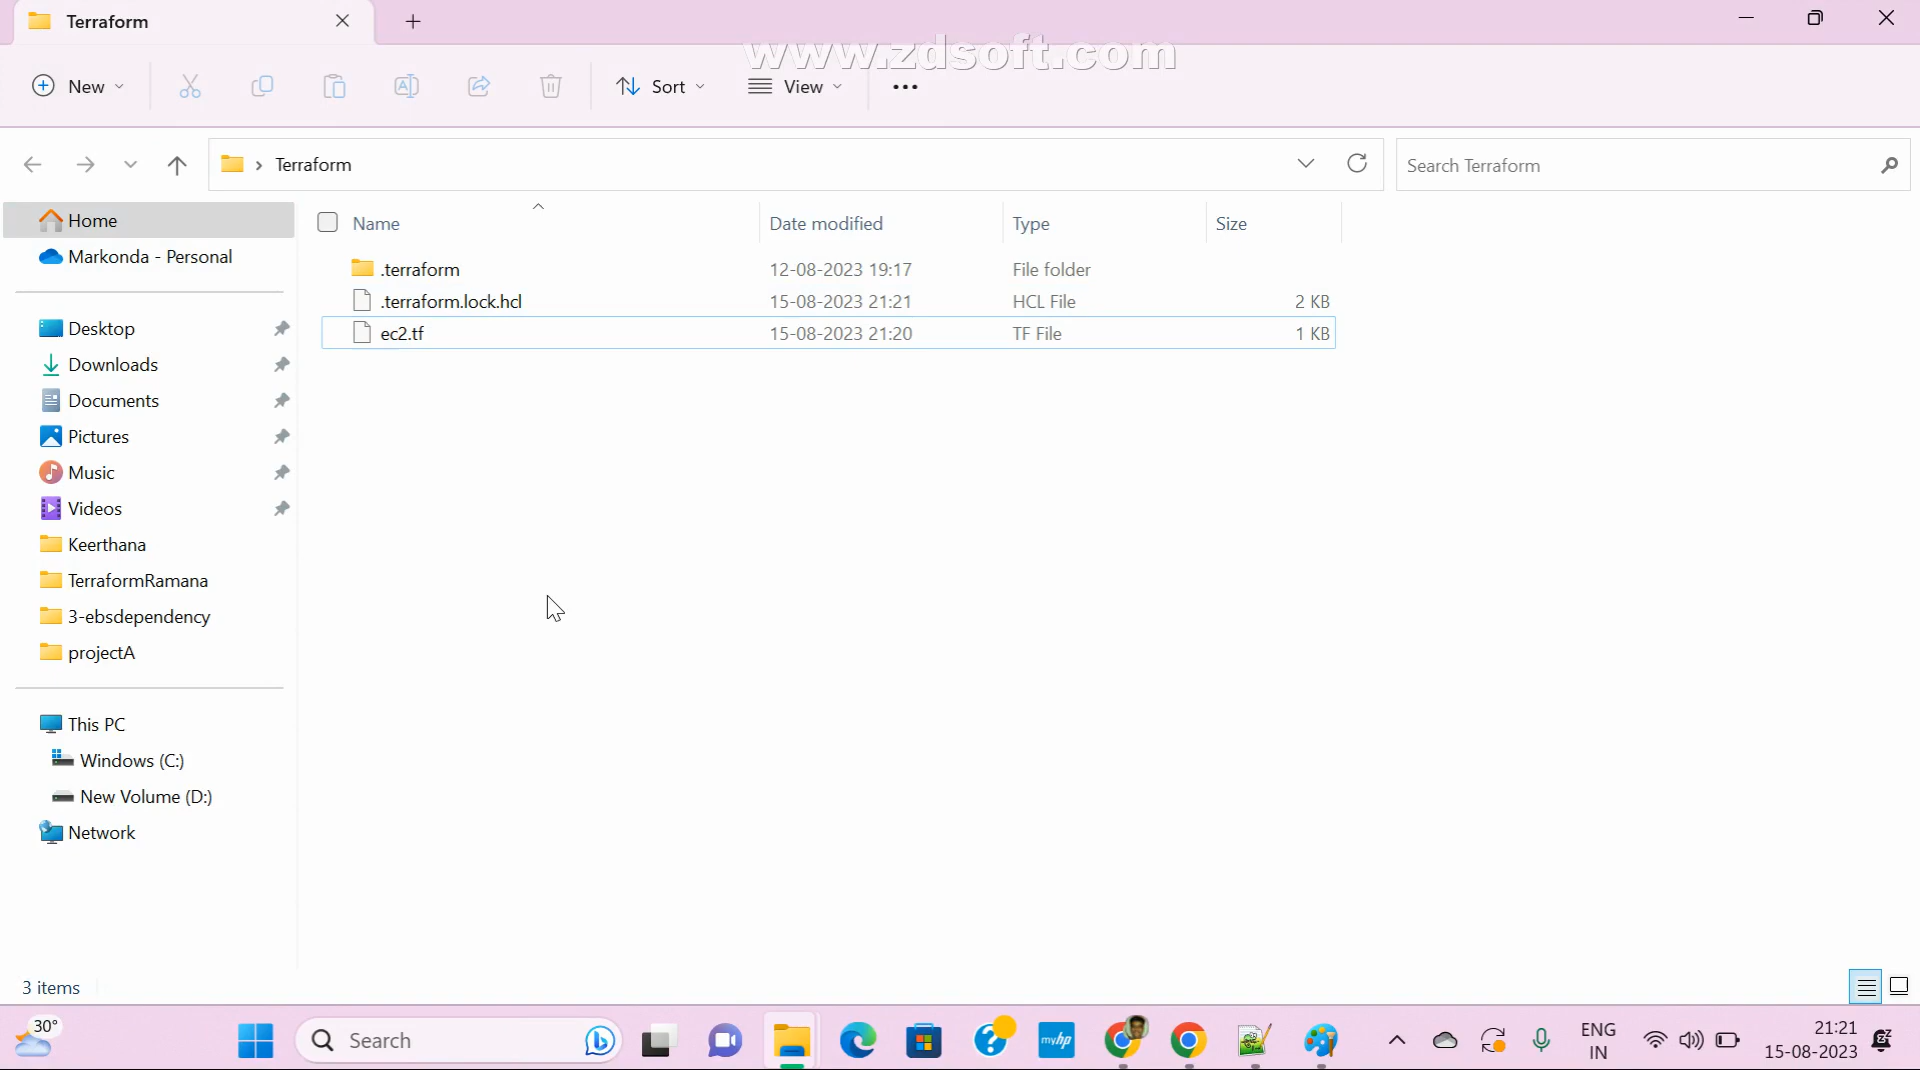 Terraform
www.zdsoft.com
New
Sort
View
Terraform
Search Terraform
Home
Markonda - Personal
Desktop
Downloads
Documents
Pictures
Music
Videos
Keerthana
TerraformRamana
3-ebsdependency
projectA
This PC
Windows (C:)
New Volume (D:)
Network
Name Date modified Type Size
.terraform 12-08-2023 19:17 File folder
.terraform.lock.hcl 15-08-2023 21:21 HCL File 2 KB
ec2.tf 15-08-2023 21:20 TF File 1 KB
3 items
30°
Search
myhp
ENG
IN
21:21
15-08-2023